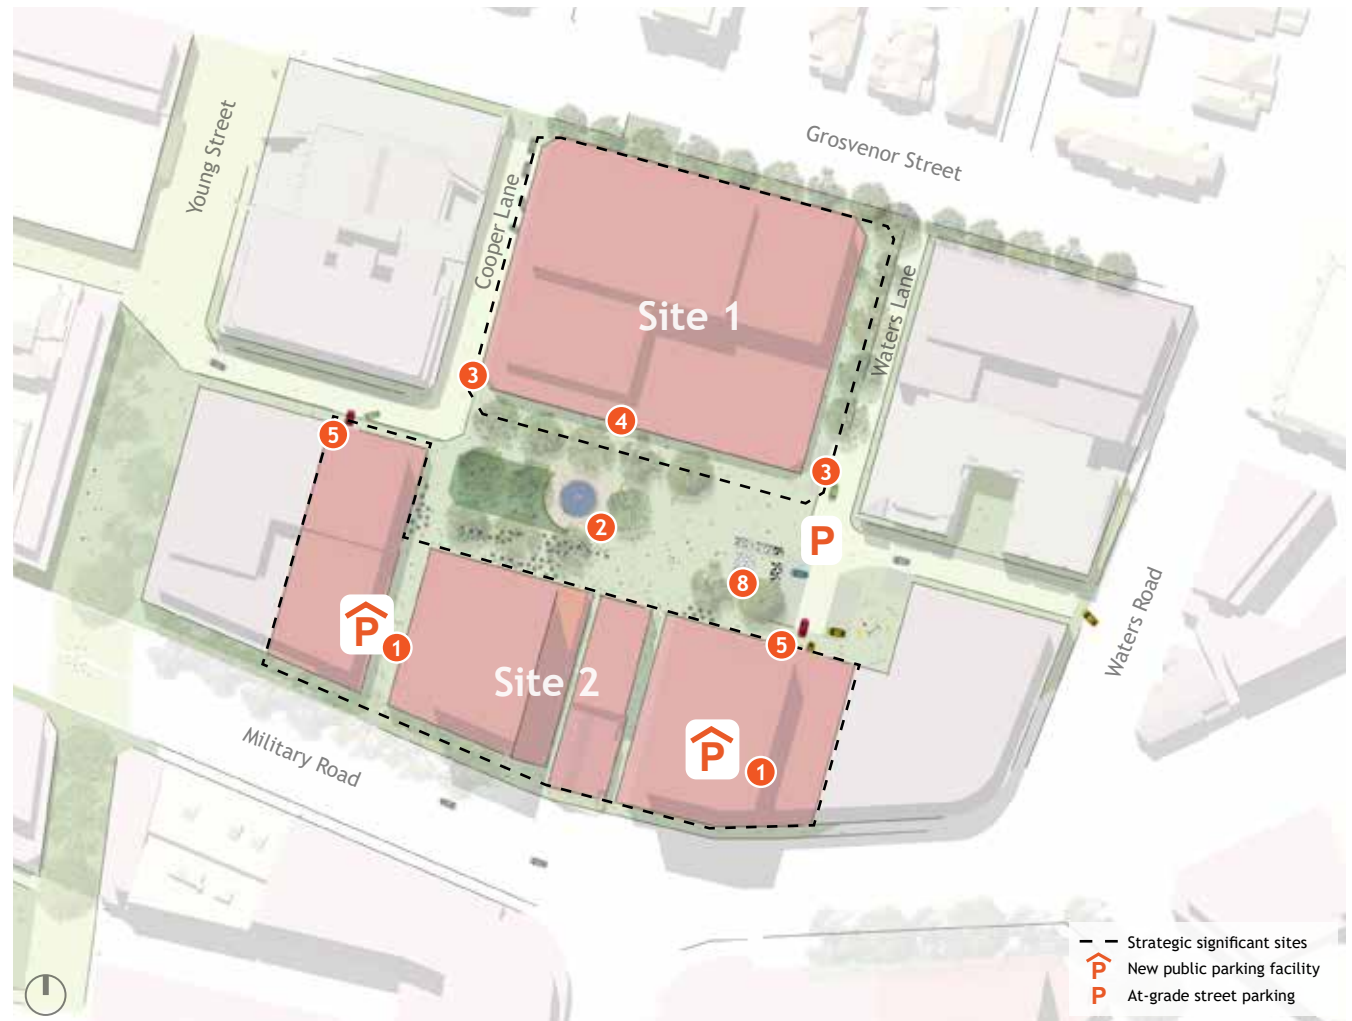 Grosvenor Street
Young Street
Cooper Lane
Waters Lane
Site 1
3
4
5
3
2
P
8
P
1
5
Site 2
Waters Road
P
1
Military Road
Strategic significant sites
P New public parking facility
P At-grade street parking